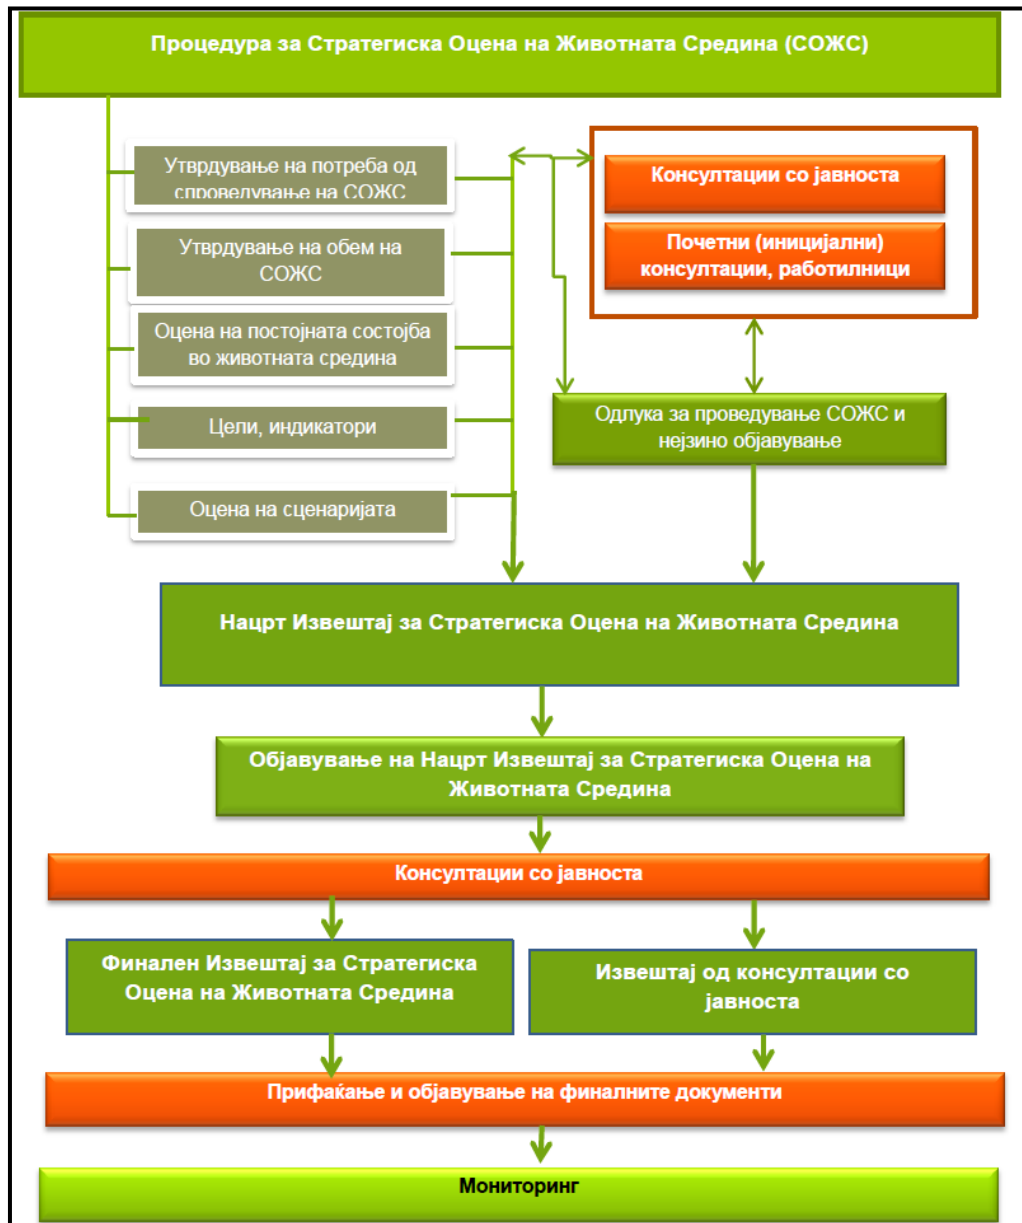 Процедура за Стратегиска Оцена на Животната Средина (СОЖС)
Утврдување на потреба од
спроведување на СОЖС
Утврдување на обем на
СОЖС
Оцена на постојната состојба
во животната средина
Цели, индикатори
Оцена на сценаријата
Консултации со јавноста
Почетни (иницијални)
консултации, работилници
Одлука за проведување СОЖС и
нејзино објавување
Нацрт Извештај за Стратегиска Оцена на Животната Средина
Објавување на Нацрт Извештај за Стратегиска Оцена на
Животната Средина
Консултации со јавноста
Финален Извештај за Стратегиска
Оцена на Животната Средина
Извештај од консултации со
јавноста
Прифаќање и објавување на финалните документи
Мониторинг